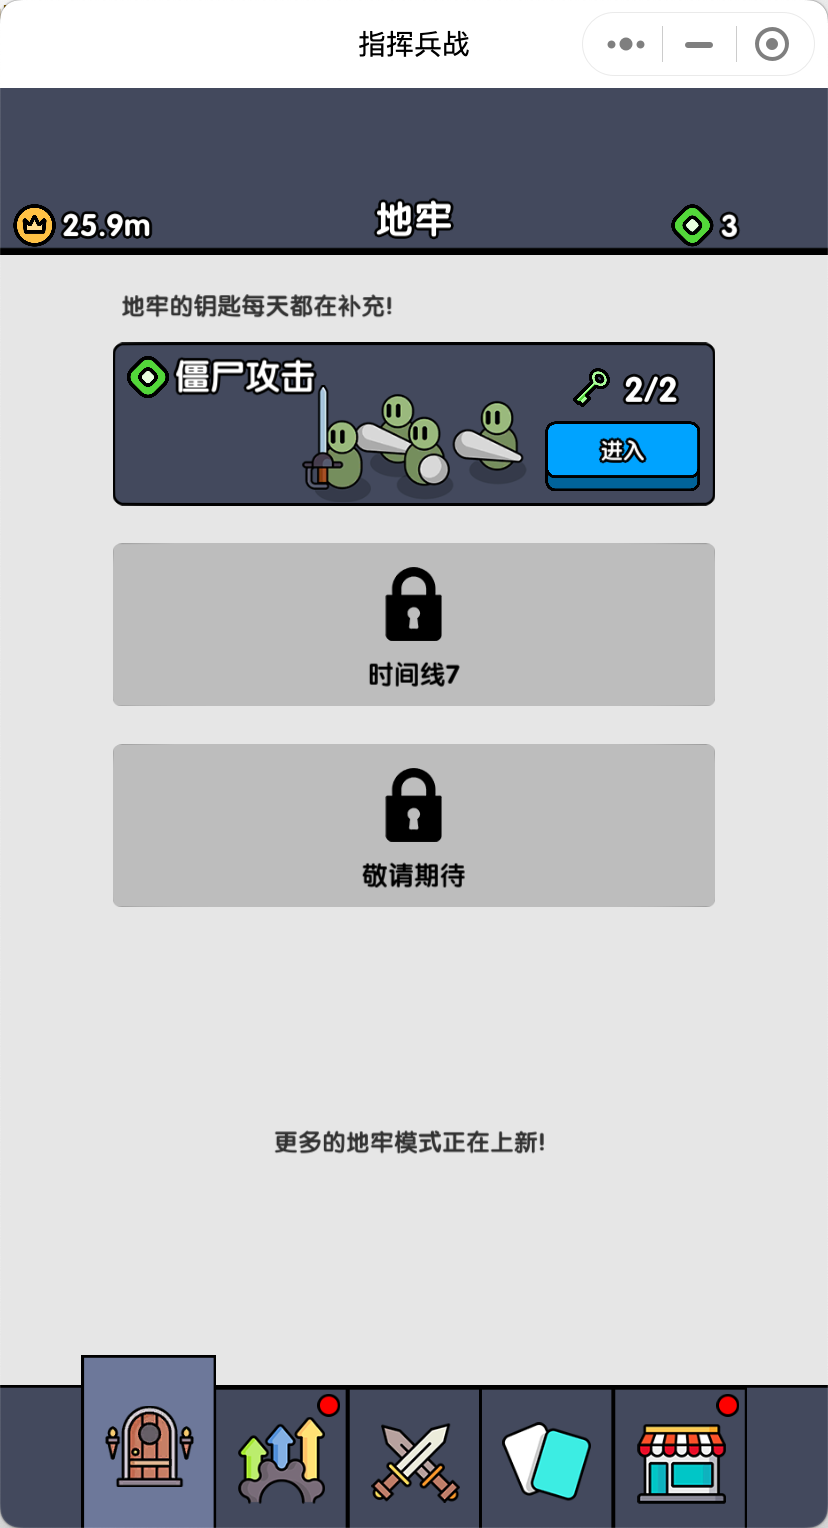 指挥兵战
25.9m
地牢
3
地牢的钥匙每天都在补充!
僵尸攻击
2/2
进入
时间线7
敬请期待
更多的地牢模式正在上新!